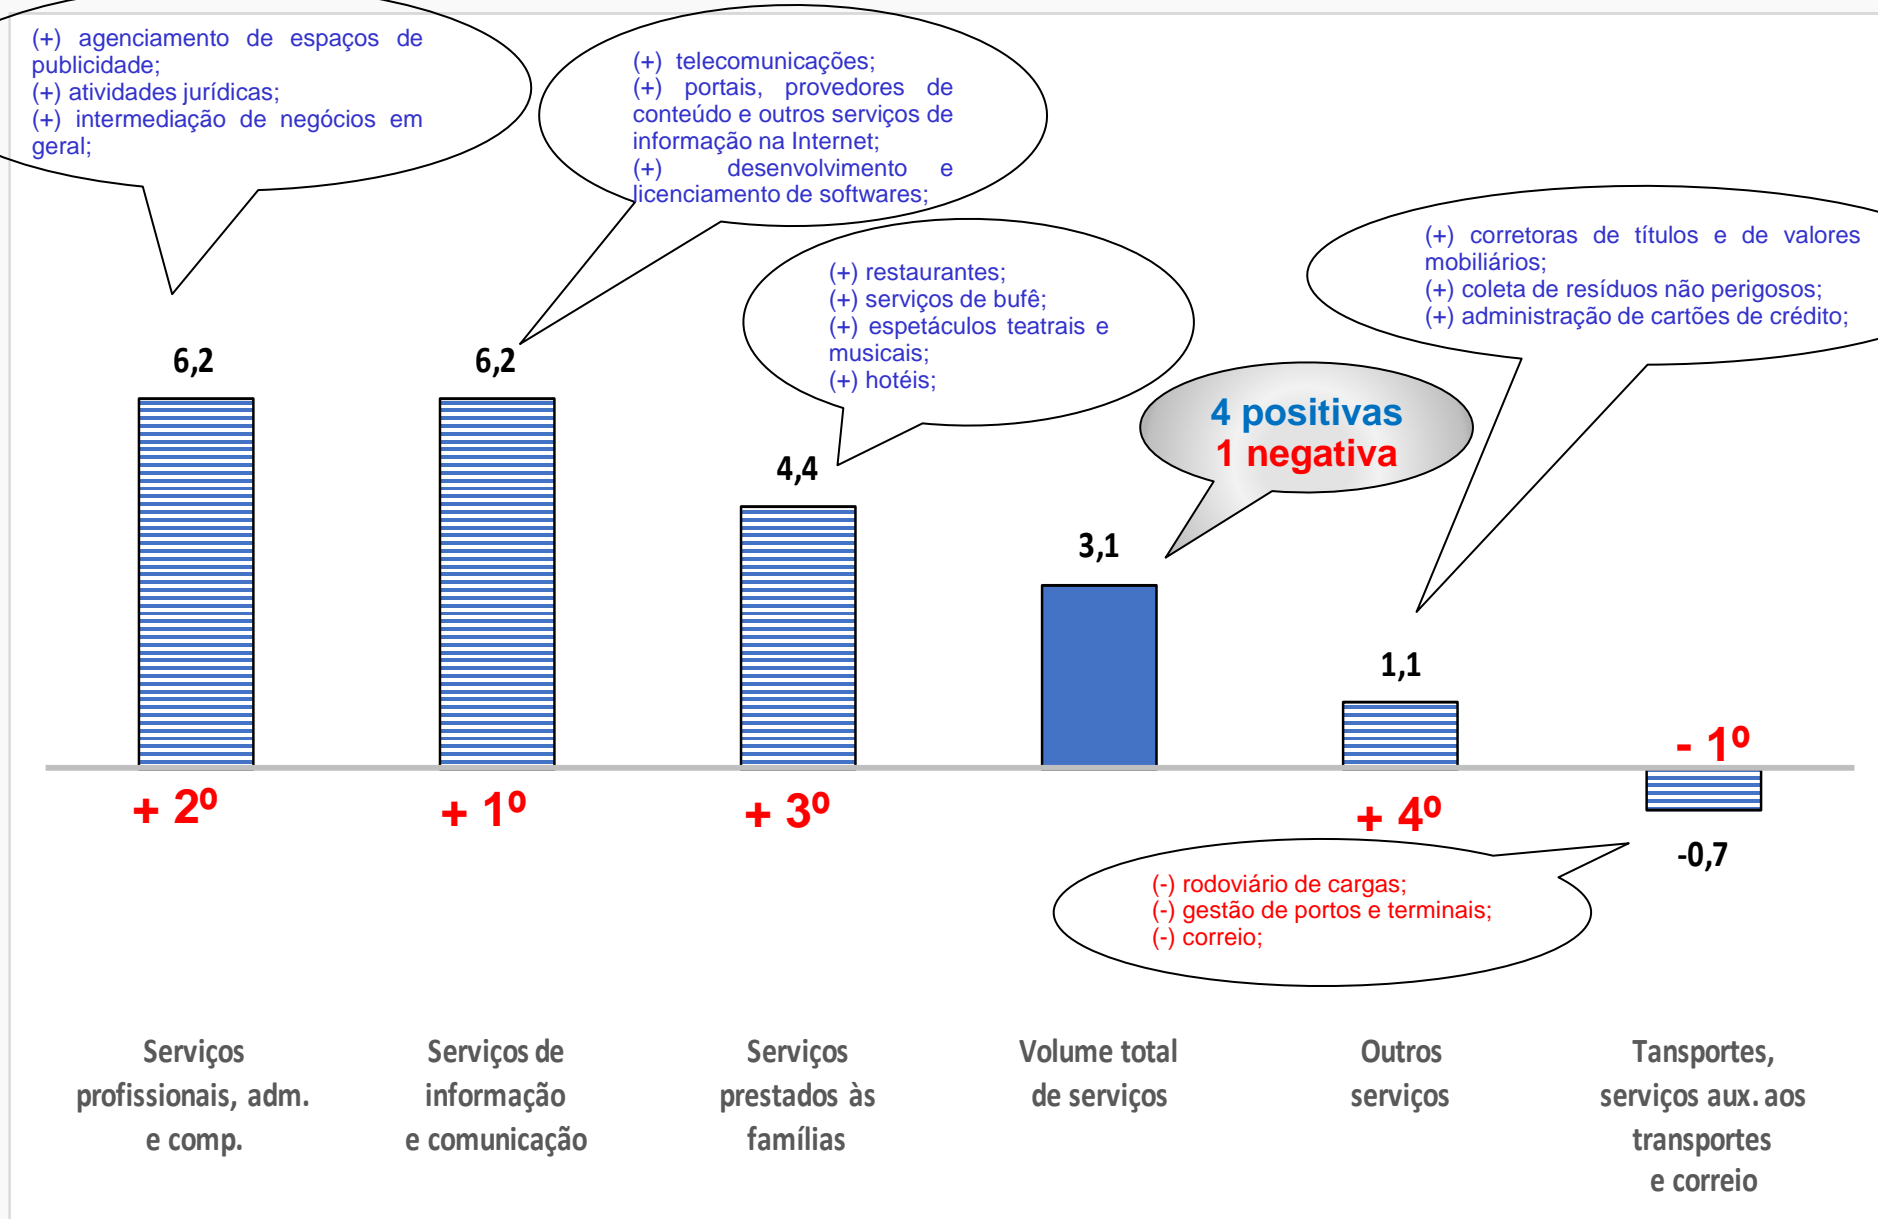 (+) agenciamento de espaços de
publicidade;
(+) atividades jurídicas;
(+) intermediação de negócios em
geral;
(+) telecomunicações;
(+) portais, provedores de
conteúdo e outros serviços de
informação na Internet;
(+) desenvolvimento e
licenciamento de softwares;
(+) restaurantes;
(+) serviços de bufê;
(+) espetáculos teatrais e
musicais;
(+) hotéis;
(+) corretoras de títulos e de valores
mobiliários;
(+) coleta de resíduos não perigosos;
(+) administração de cartões de crédito;
4 positivas
1 negativa
6,2
6,2
4,4
3,1
1,1
-0,7
+ 2º
+ 1º
+ 3º
+ 4º
- 1º
(-) rodoviário de cargas;
(-) gestão de portos e terminais;
(-) correio;
Serviços
profissionais, adm.
e comp.
Serviços de
informação
e comunicação
Serviços
prestados às
famílias
Volume total
de serviços
Outros
serviços
Tansportes,
serviços aux. aos
transportes
e correio